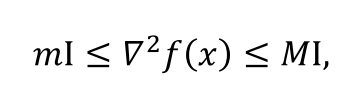 𝑚I ≤ 𝛻²𝑓(𝑥) ≤ 𝑀I,